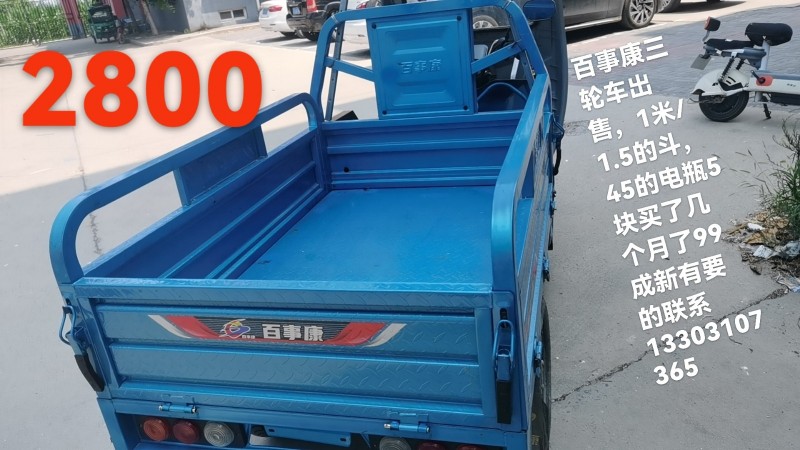 2800
百事康
百事康三
轮车出
售，1米/
1.5的斗，
45的电瓶5
块买了几
个月了99
成新有要
的联系
13303107
365
百事康